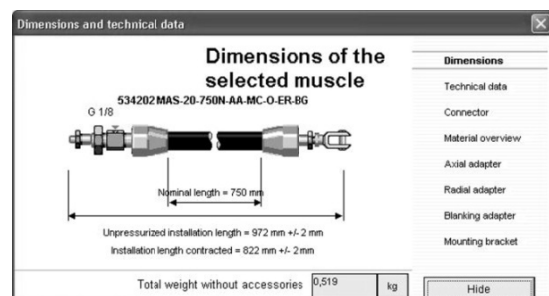 Dimensions and technical data
Dimensions of the
selected muscle
534202 MAS-20-750N-AA-MC-O-ER-BG
G 1/8
Nominal length = 750 mm
Unpressurized installation length = 972 mm +/- 2 mm
Installation length contracted = 822 mm +/- 2 mm
Total weight without accessories 0,519 kg
Dimensions
Technical data
Connector
Material overview
Axial adapter
Radial adapter
Blanking adapter
Mounting bracket
Hide